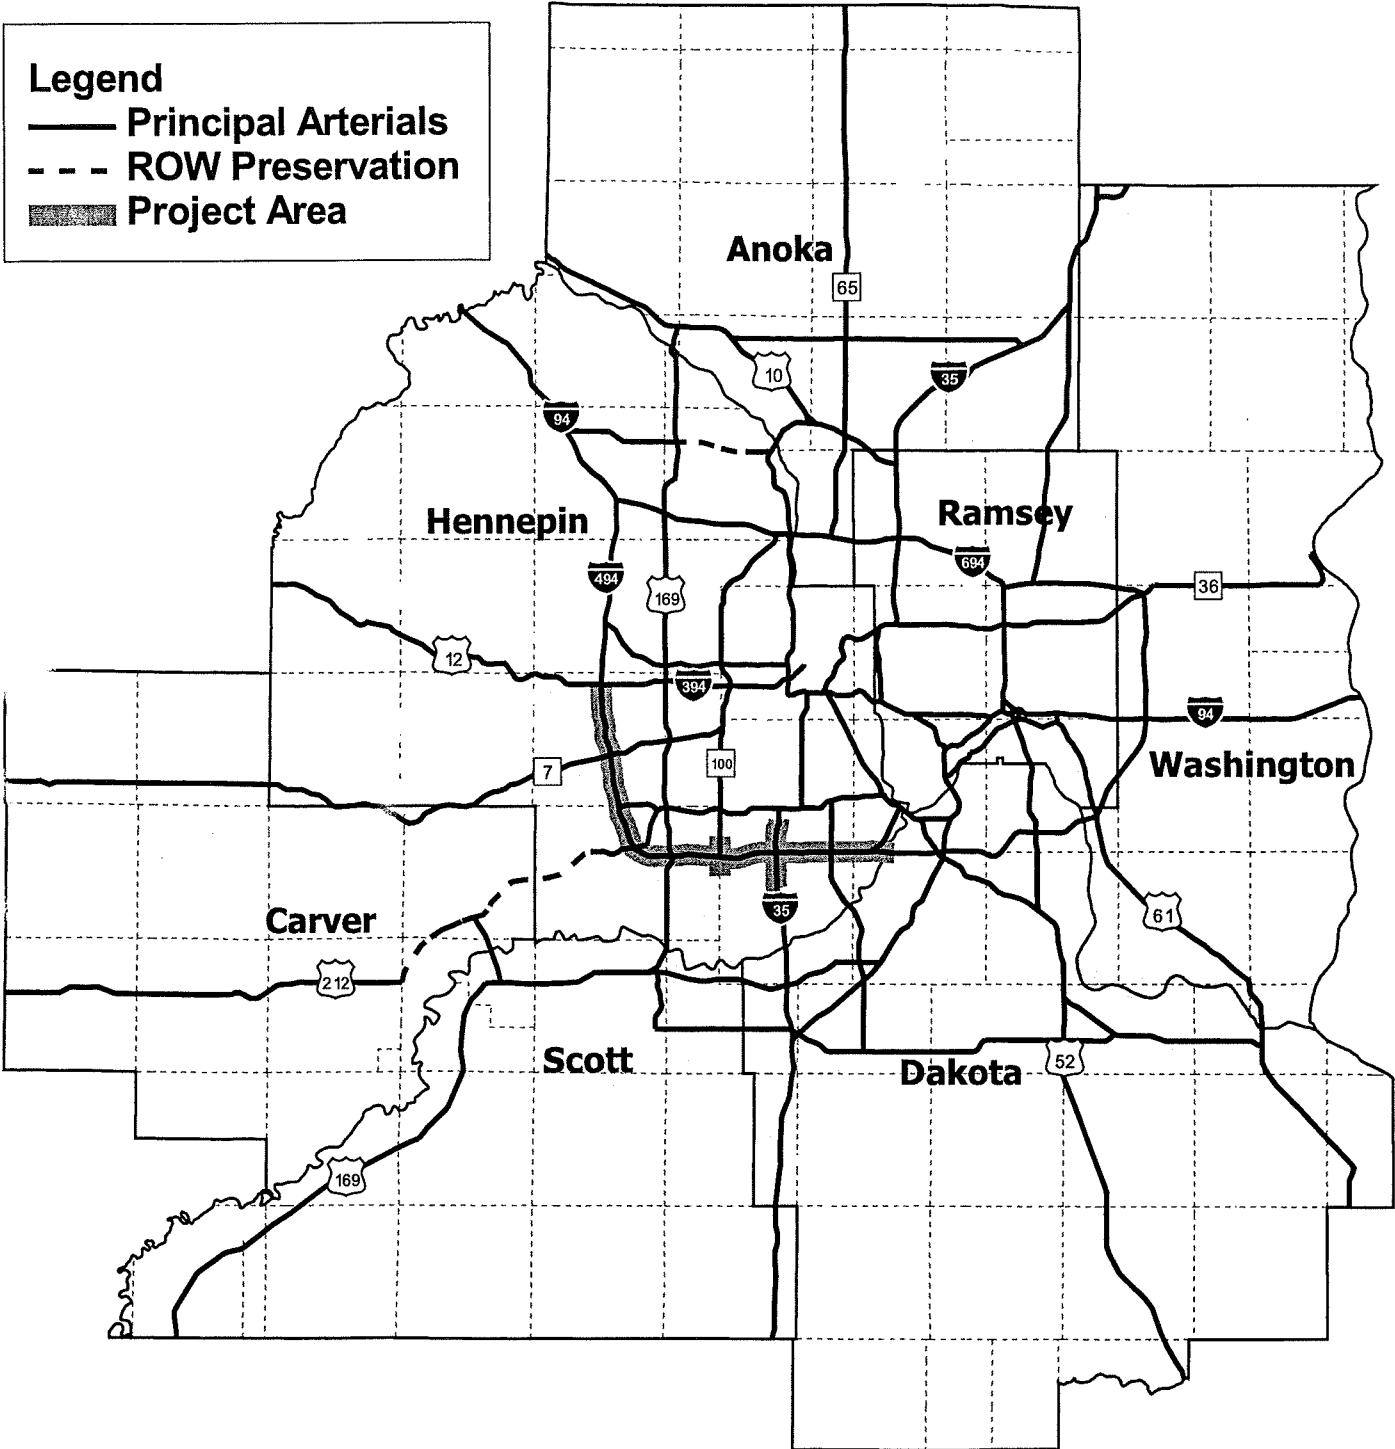 Legend
Principal Arterials
ROW Preservation
Project Area
Anoka
65
10
35
94
Hennepin
Ramsey
694
494
169
36
12
394
94
7
100
Washington
35
61
Carver
212
Scott
Dakota
52
169